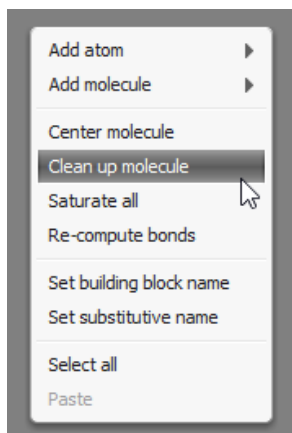 Add atom
Add molecule
Center molecule
Clean up molecule
Saturate all
Re-compute bonds
Set building block name
Set substitutive name
Select all
Paste